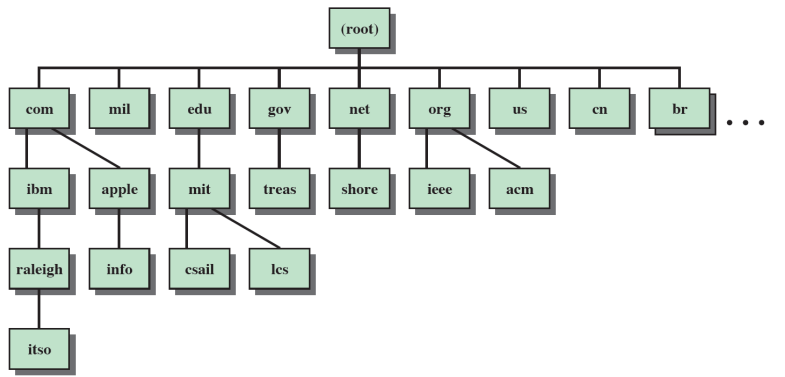 (root)
com mil edu gov net org us cn br . . .
ibm apple mit treas shore ieee acm
raleigh info csail lcs
itso